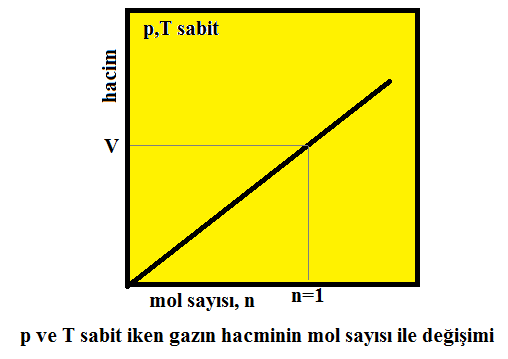 p,T sabit
hacim
V
mol sayısı, n
n=1
p ve T sabit iken gazın hacminin mol sayısı ile değişimi